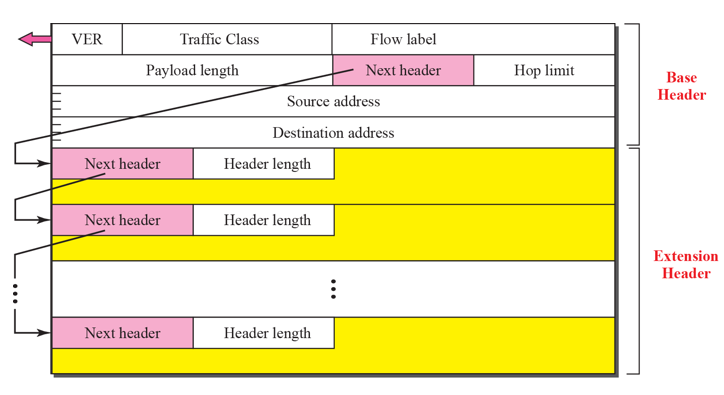 VER Traffic Class Flow label
Payload length Next header Hop limit
Source address
Destination address
Base
Header
Next header Header length
Next header Header length
Extension
Header
Next header Header length